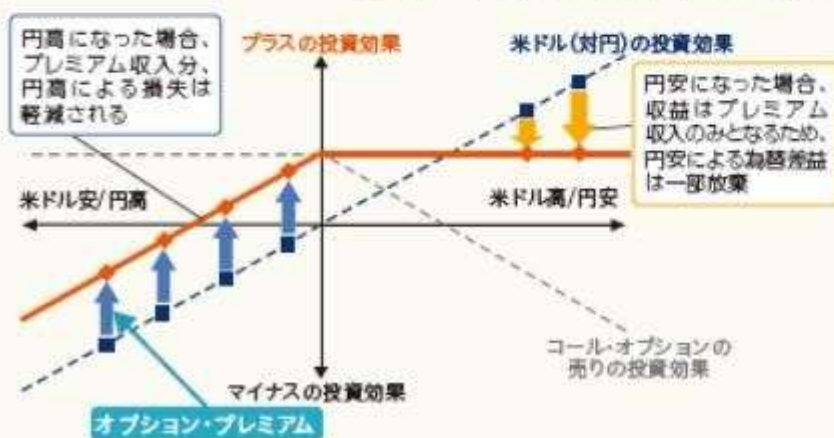 円高になった場合、
プレミアム収入分、
円高による損失は
軽減される
プラスの投資効果
米ドル(対円)の投資効果
円安になった場合、
収益はプレミアム
収入のみとなるため、
円安による為替差益
は一部放棄
米ドル安/円高
米ドル高/円安
コール・オプションの
売りの投資効果
マイナスの投資効果
オプション・プレミアム